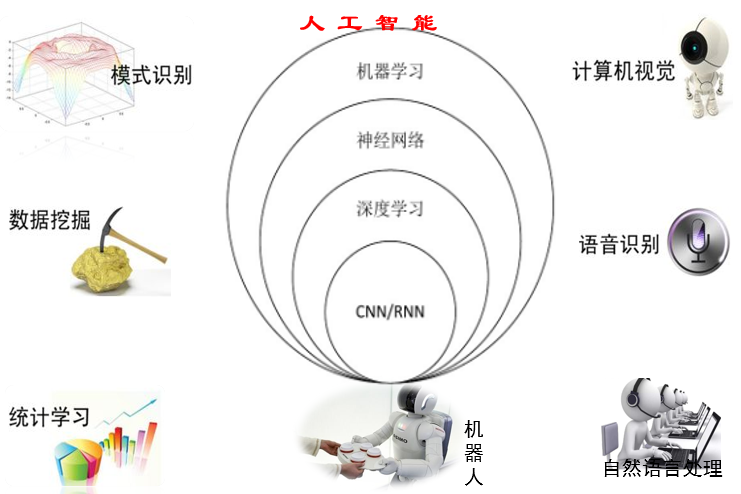 人工智能
模式识别
机器学习
计算机视觉
神经网络
数据挖掘
深度学习
语音识别
CNN/RNN
统计学习
机器人
自然语言处理